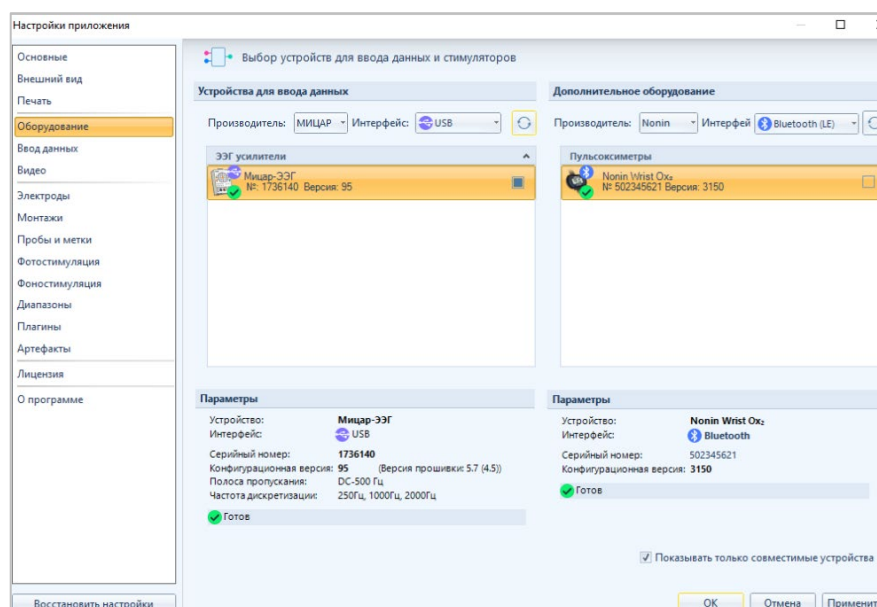 Настройки приложения
Основные
Внешний вид
Печать
Оборудование
Ввод данных
Видео
Электроды
Монтажи
Пробы и метки
Фотостимуляция
Фоностимуляция
Диапазоны
Плагины
Артефакты
Лицензия
О программе
Восстановить настройки
Выбор устройств для ввода данных и стимуляторов
Устройства для ввода данных
Производитель: МИЦАР Интерфейс: USB
ЭЭГ усилители
Мицар-ЭЭГ
№: 1736140 Версия: 95
Параметры
Устройство: Мицар-ЭЭГ
Интерфейс: USB
Серийный номер: 1736140
Конфигурационная версия: 95 (Версия прошивки: 5.7 (4.5))
Полоса пропускания: DC-500 Гц
Частота дискретизации: 250Гц, 1000Гц, 2000Гц
Готов
Дополнительное оборудование
Производитель: Nonin Интерфей Bluetooth (LE)
Пульсоксиметры
Nonin Wrist Ox₂
№ 502345621 Версия: 3150
Параметры
Устройство: Nonin Wrist Ox₂
Интерфейс: Bluetooth
Серийный номер: 502345621
Конфигурационная версия: 3150
Готов
Показывать только совместимые устройства
OK Отмена Применит